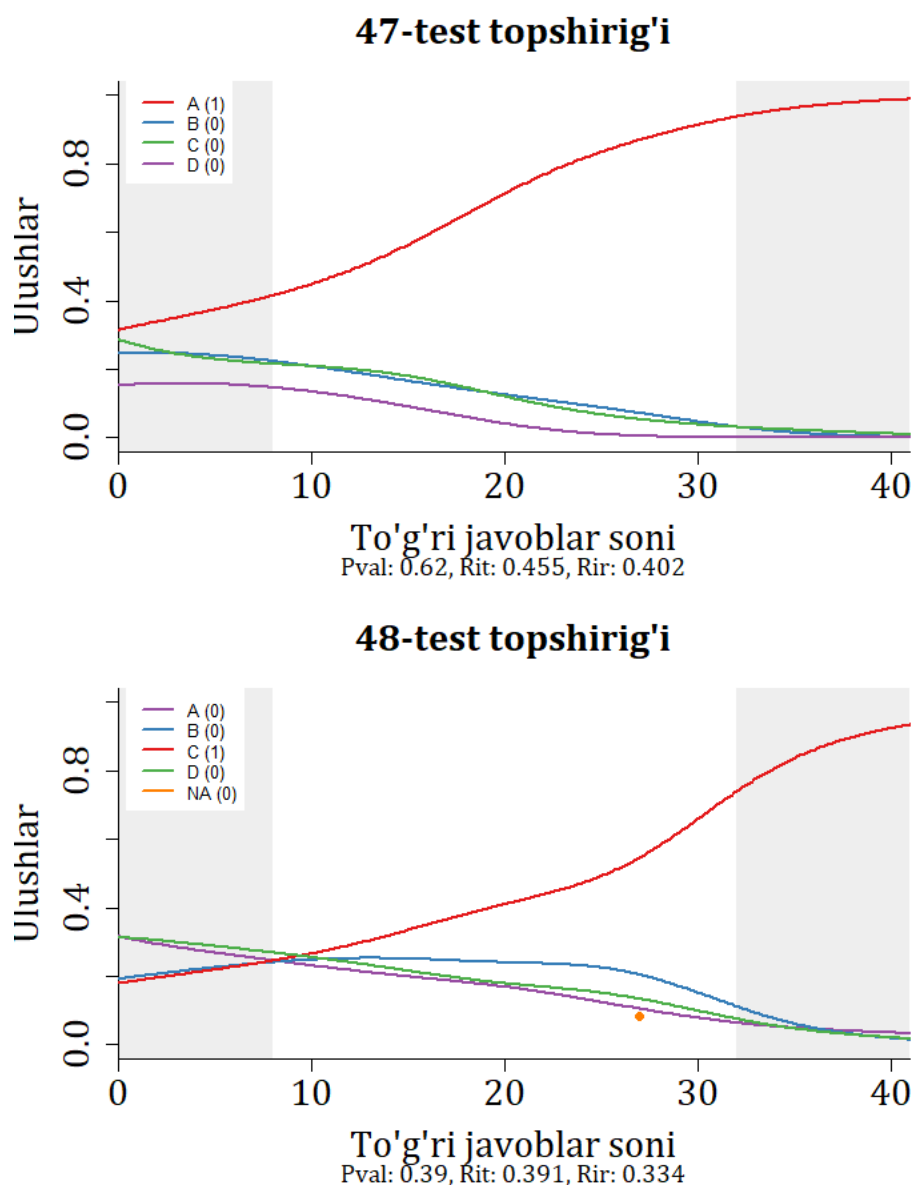 47-test topshirig'i
A (1)
B (0)
C (0)
D (0)
Ulushlar
0.0
0.4
0.8
0
10
20
30
40
To'g'ri javoblar soni
Pval: 0.62, Rit: 0.455, Rir: 0.402
48-test topshirig'i
A (0)
B (0)
C (1)
D (0)
NA (0)
Ulushlar
0.0
0.4
0.8
0
10
20
30
40
To'g'ri javoblar soni
Pval: 0.39, Rit: 0.391, Rir: 0.334